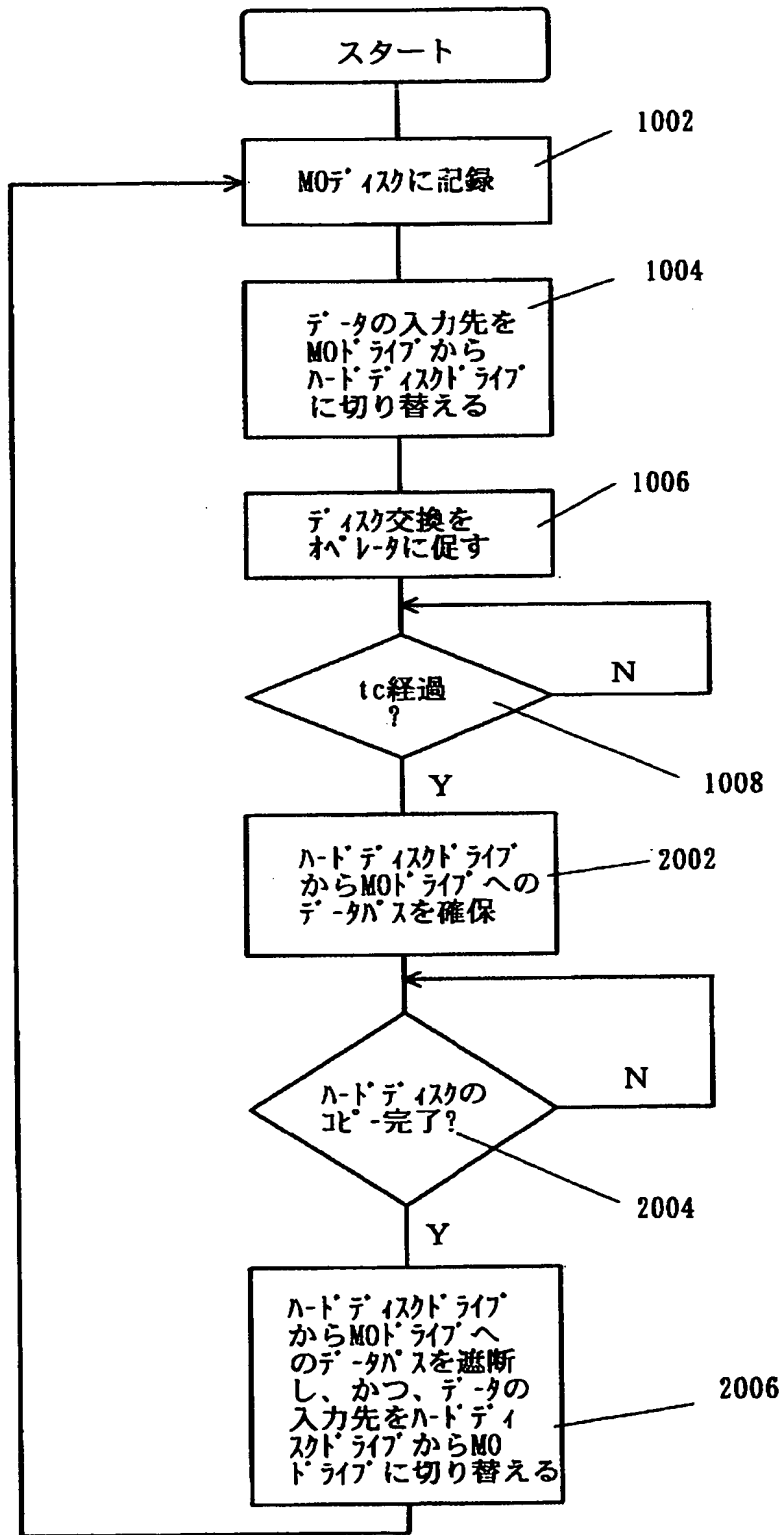 スタート
1002
MOディスクに記録
1004
データの入力先を
MOドライブから
ハードディスクドライブ
に切り替える
1006
ディスク交換を
オペレータに促す
tc経過
?
N
1008
Y
ハードディスクドライブ
からMOドライブへの
データパスを確保
2002
ハードディスクの
コピー完了?
N
2004
Y
ハードディスクドライブ
からMOドライブへ
のデータパスを遮断
し、かつ、データの
入力先をハードディ
スクドライブからMO
ドライブに切り替える
2006